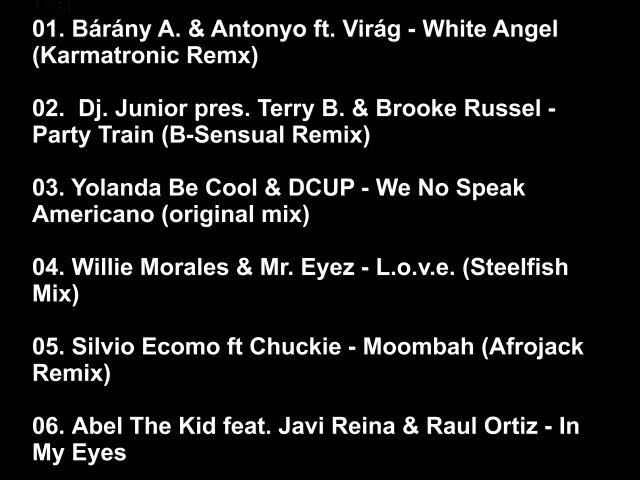 01. Bárány A. & Antonyo ft. Virág - White Angel
(Karmatronic Remx)
02.  Dj. Junior pres. Terry B. & Brooke Russel -
Party Train (B-Sensual Remix)
03. Yolanda Be Cool & DCUP - We No Speak
Americano (original mix)
04. Willie Morales & Mr. Eyez - L.o.v.e. (Steelfish
Mix)
05. Silvio Ecomo ft Chuckie - Moombah (Afrojack
Remix)
06. Abel The Kid feat. Javi Reina & Raul Ortiz - In
My Eyes